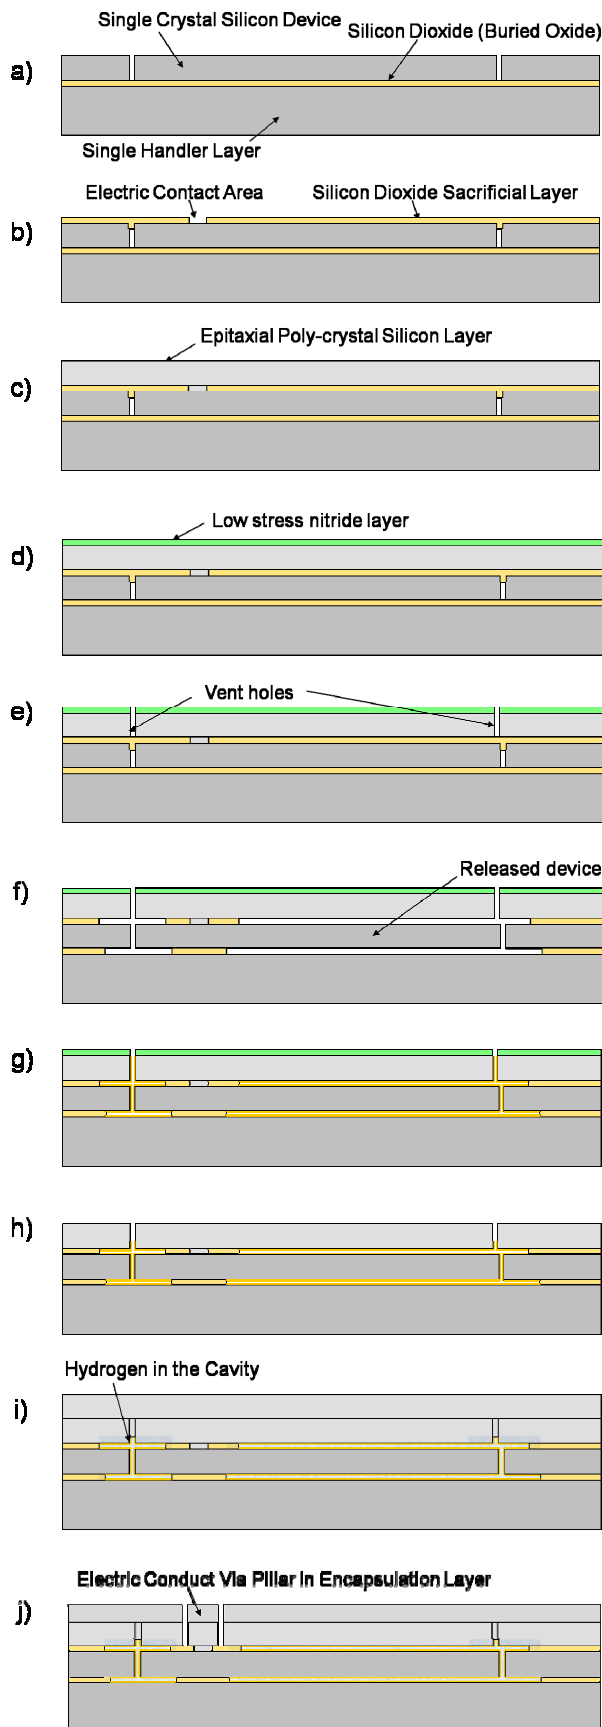 Single Crystal Silicon Device
Silicon Dioxide (Buried Oxide)
a)
Single Handler Layer
Electric Contact Area
Silicon Dioxide Sacrificial Layer
b)
Epitaxial Poly-crystal Silicon Layer
c)
Low stress nitride layer
d)
Vent holes
e)
Released device
f)
g)
h)
Hydrogen in the Cavity
i)
Electric Conduct Via Pillar in Encapsulation Layer
j)